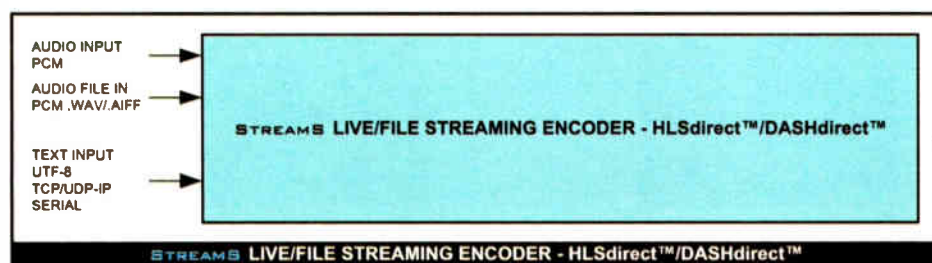 AUDIO INPUT
PCM
AUDIO FILE IN
PCM .WAV/.AIFF
TEXT INPUT
UTF-8
TCP/UDP-IP
SERIAL
STREAMS LIVE/FILE STREAMING ENCODER - HLSdirect™/DASHdirect™
STREAMS LIVE/FILE STREAMING ENCODER - HLSdirect™/DASHdirect™